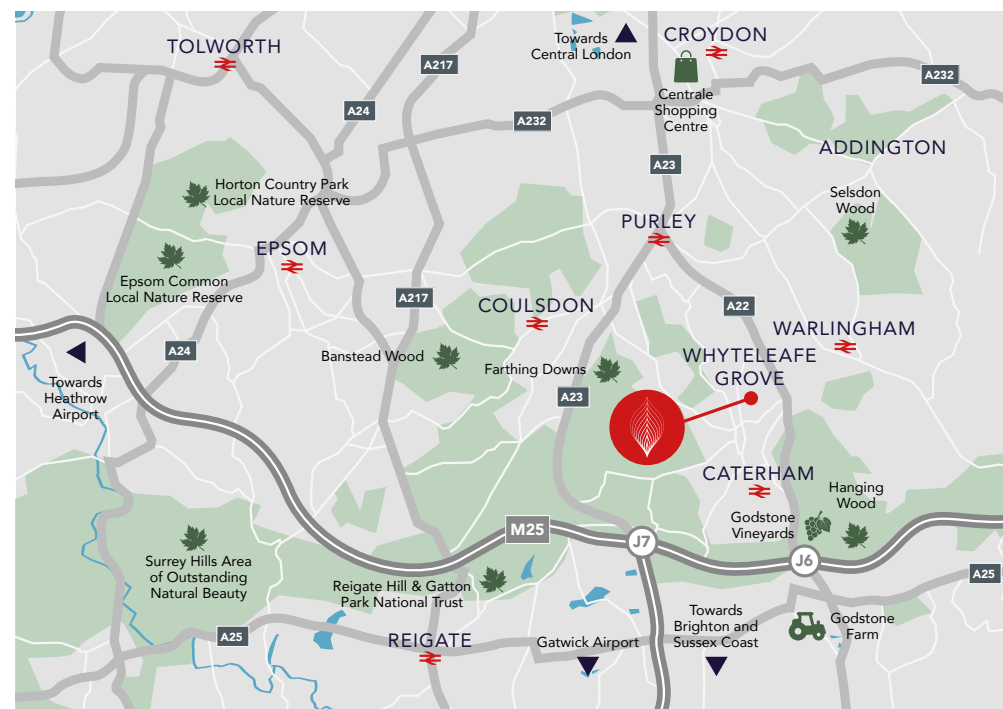 Towards
Central London
CROYDON
TOLWORTH
A217
A232
A24
Centrale
Shopping
Centre
A232
ADDINGTON
A23
Horton Country Park
Local Nature Reserve
Selsdon
Wood
PURLEY
EPSOM
Epsom Common
Local Nature Reserve
A217
COULSDON
A22
WARLINGHAM
A24
Banstead Wood
Farthing Downs
WHYTELEAFE
GROVE
Towards
Heathrow
Airport
A23
CATERHAM
Hanging
Wood
Godstone
Vineyards
M25
J7
J6
Surrey Hills Area
of Outstanding
Natural Beauty
Reigate Hill & Gatton
Park National Trust
A25
Towards
Brighton and
Sussex Coast
Godstone
Farm
A25
REIGATE
Gatwick Airport